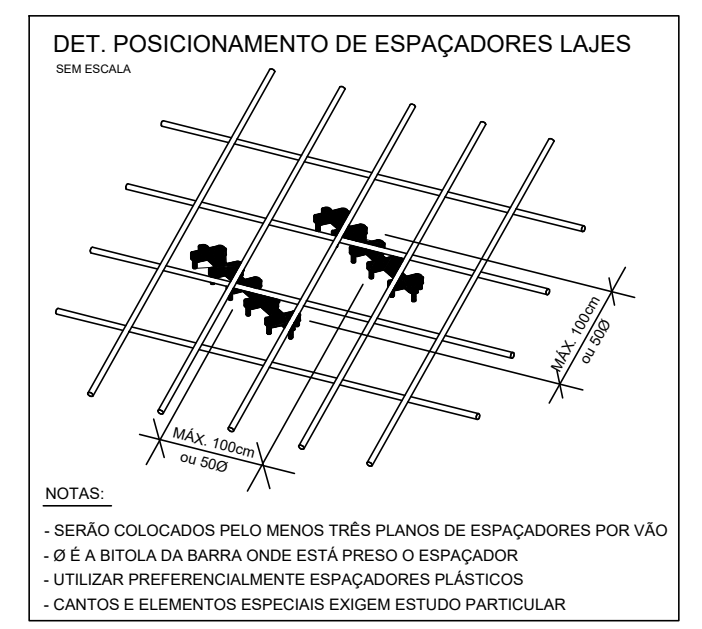 DET. POSICIONAMENTO DE ESPAÇADORES LAJES
SEM ESCALA
MÁX. 100cm
ou 50Ø
MÁX. 100cm
ou 50Ø
NOTAS:
- SERÃO COLOCADOS PELO MENOS TRÊS PLANOS DE ESPAÇADORES POR VÃO
- Ø É A BITOLA DA BARRA ONDE ESTÁ PRESO O ESPAÇADOR
- UTILIZAR PREFERENCIALMENTE ESPAÇADORES PLÁSTICOS
- CANTOS E ELEMENTOS ESPECIAIS EXIGEM ESTUDO PARTICULAR